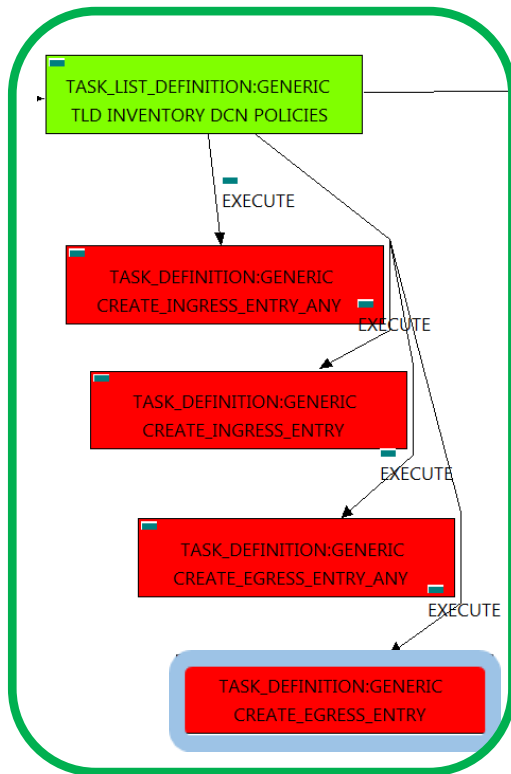 TASK_LIST_DEFINITION:GENERIC
TLD INVENTORY DCN POLICIES
EXECUTE
TASK_DEFINITION:GENERIC
CREATE_INGRESS_ENTRY_ANY
EXECUTE
TASK_DEFINITION:GENERIC
CREATE_INGRESS_ENTRY
EXECUTE
TASK_DEFINITION:GENERIC
CREATE_EGRESS_ENTRY_ANY
EXECUTE
TASK_DEFINITION:GENERIC
CREATE_EGRESS_ENTRY